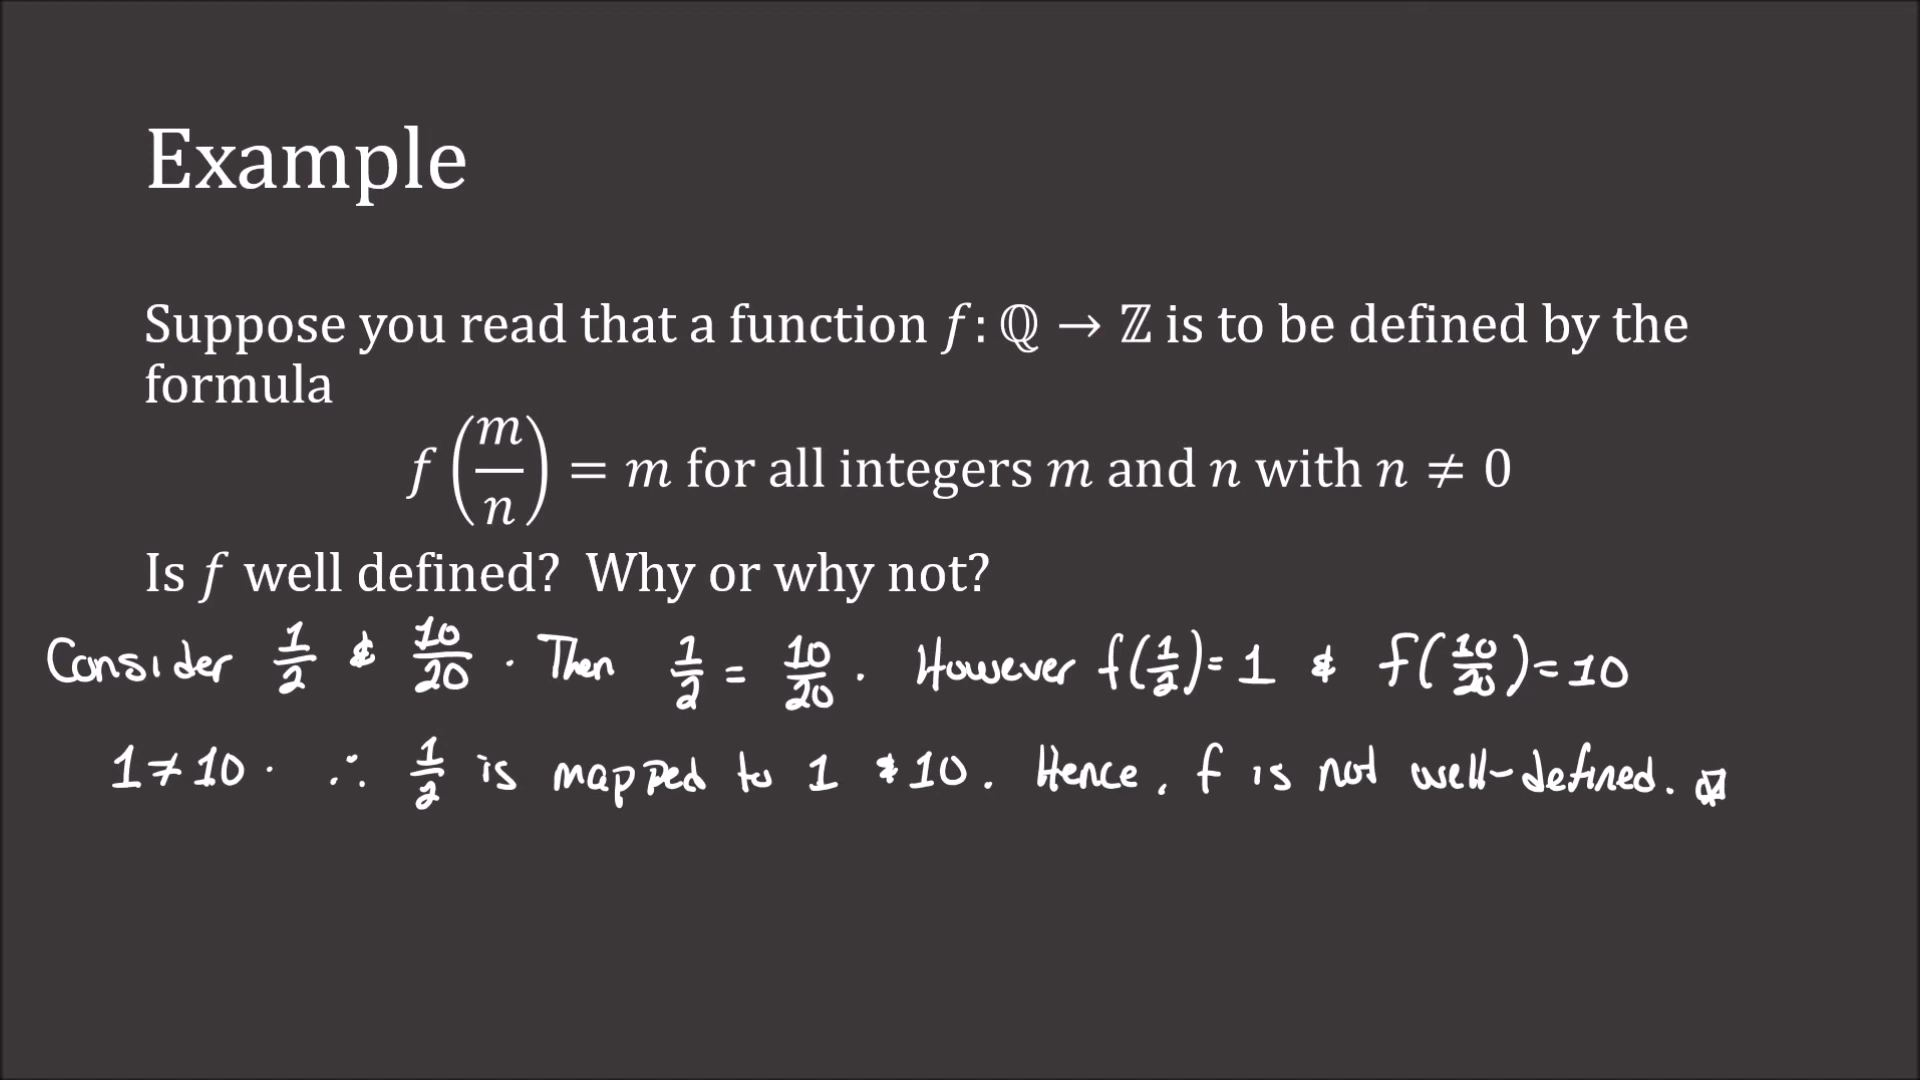 Example
Suppose you read that a function f: ℚ → ℤ is to be defined by the
formula
f(m/n) = m for all integers m and n with n ≠ 0
Is f well defined? Why or why not?
Consider 1/2 & 10/20. Then 1/2 = 10/20. However f(1/2)=1 & f(10/20)=10
1≠10. ∴ 1/2 is mapped to 1 & 10. Hence, f is not well-defined.